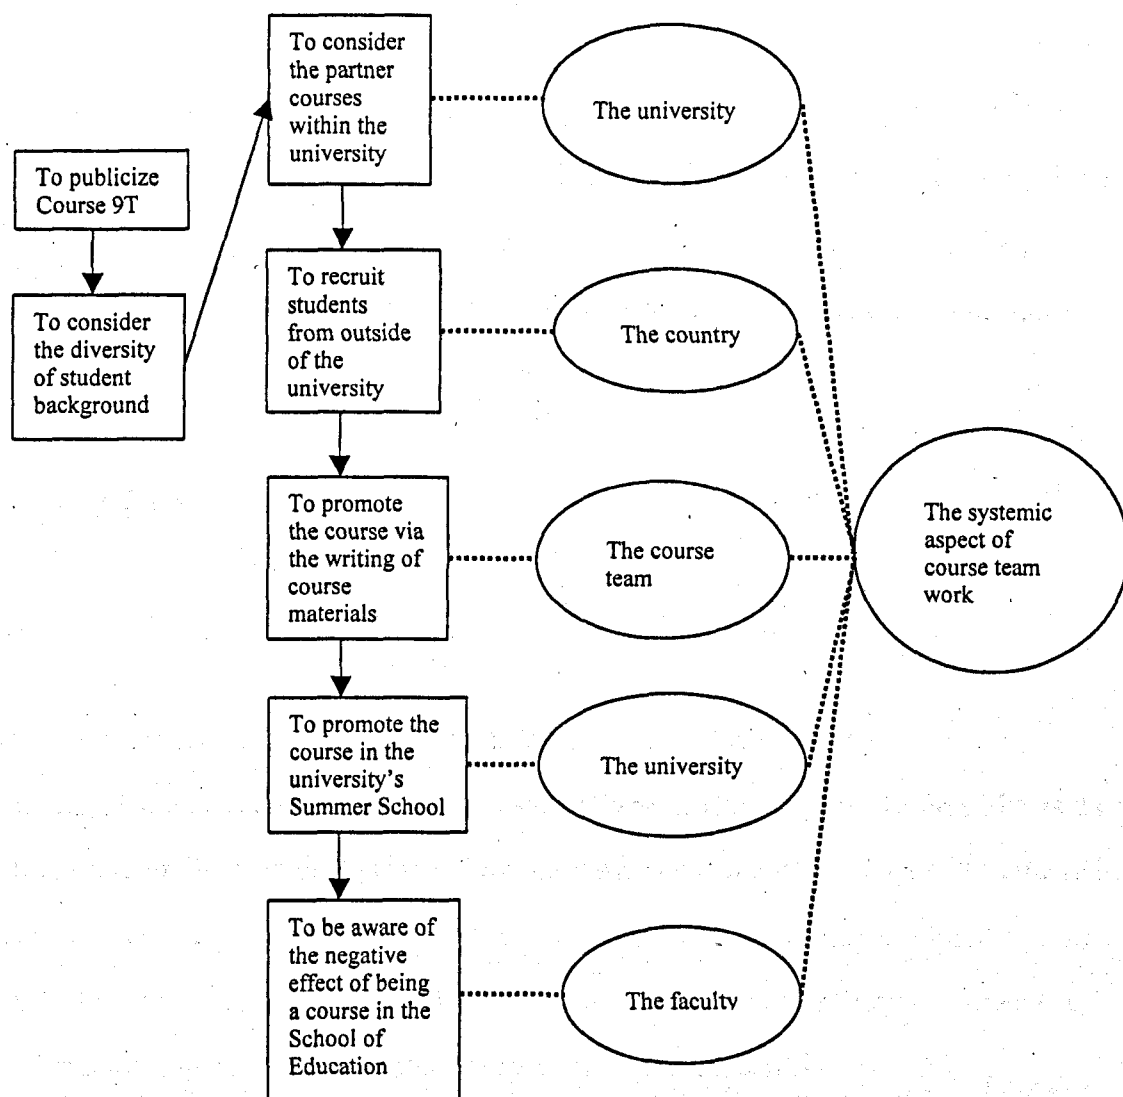 To publicize
Course 9T
To consider
the diversity
of student
background
To consider
the partner
courses
within the
university
The university
To recruit
students
from outside
of the
university
The country
To promote
the course via
the writing of
course
materials
The course
team
To promote the
course in the
university's
Summer School
The university
To be aware of
the negative
effect of being
a course in the
School of
Education
The faculty
The systemic
aspect of
course team
work